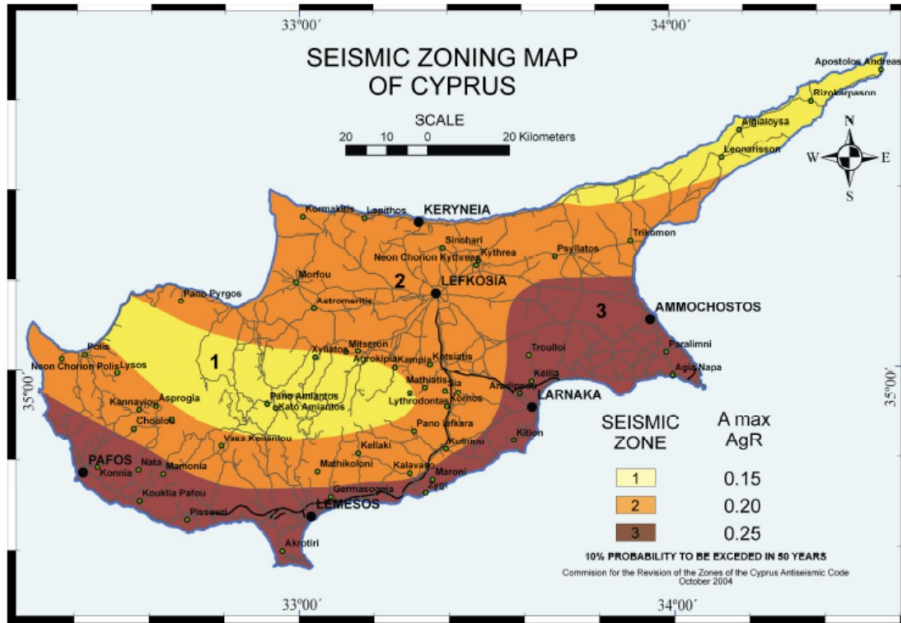 33°00´
34°00´
SEISMIC ZONING MAP
OF CYPRUS
SCALE
20 10 0 20 Kilometers
N
W E
S
Apostolos Andreas
Rizokarpason
Aigialoysa
Leonarisson
Kormakitis
Lapithos
KERYNEIA
Trikomon
Sinchari
Neon Chorion Kythreas
Kythrea
Psyllatos
Morfou
2
LEFKOSIA
Pano Pyrgos
Astromeritis
3
AMMOCHOSTOS
Polis
Neon Chorion Polis
Lysos
1
Xyliatos
Mitseron
Agrokipia
Kampia
Kotsiatis
Troulloi
Paralimni
35°00´
Agia Napa
35°00´
Mathiatis
Sia
Kellia
Aradippou
Kannaviou
Asprogia
Pano Amiantos
Kato Amiantos
Lythrodontas
Kornos
LARNAKA
Choulou
Vasa Koilaniou
Pano Lefkara
Kofinou
Kition
Kellaki
PAFOS
Konnia
Nata
Mamonia
Mathikoloni
Kalavasos
Maroni
Zygi
Kouklia Pafou
Germasogeia
Pissouri
LEMESOS
Akrotiri
SEISMIC
ZONE
A max
AgR
1 0.15
2 0.20
3 0.25
10% PROBABILITY TO BE EXCEDED IN 50 YEARS
Commision for the Revision of the Zones of the Cyprus Antiseismic Code
October 2004
33°00´
34°00´